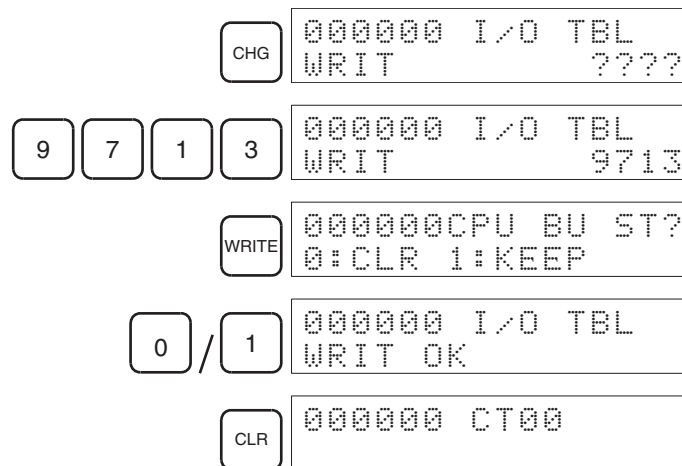 CHG
000000 I/O TBL
WRIT ????
9 7 1 3
000000 I/O TBL
WRIT 9713
WRITE
000000CPU BU ST?
0:CLR 1:KEEP
0 / 1
000000 I/O TBL
WRIT OK
CLR
000000 CT00